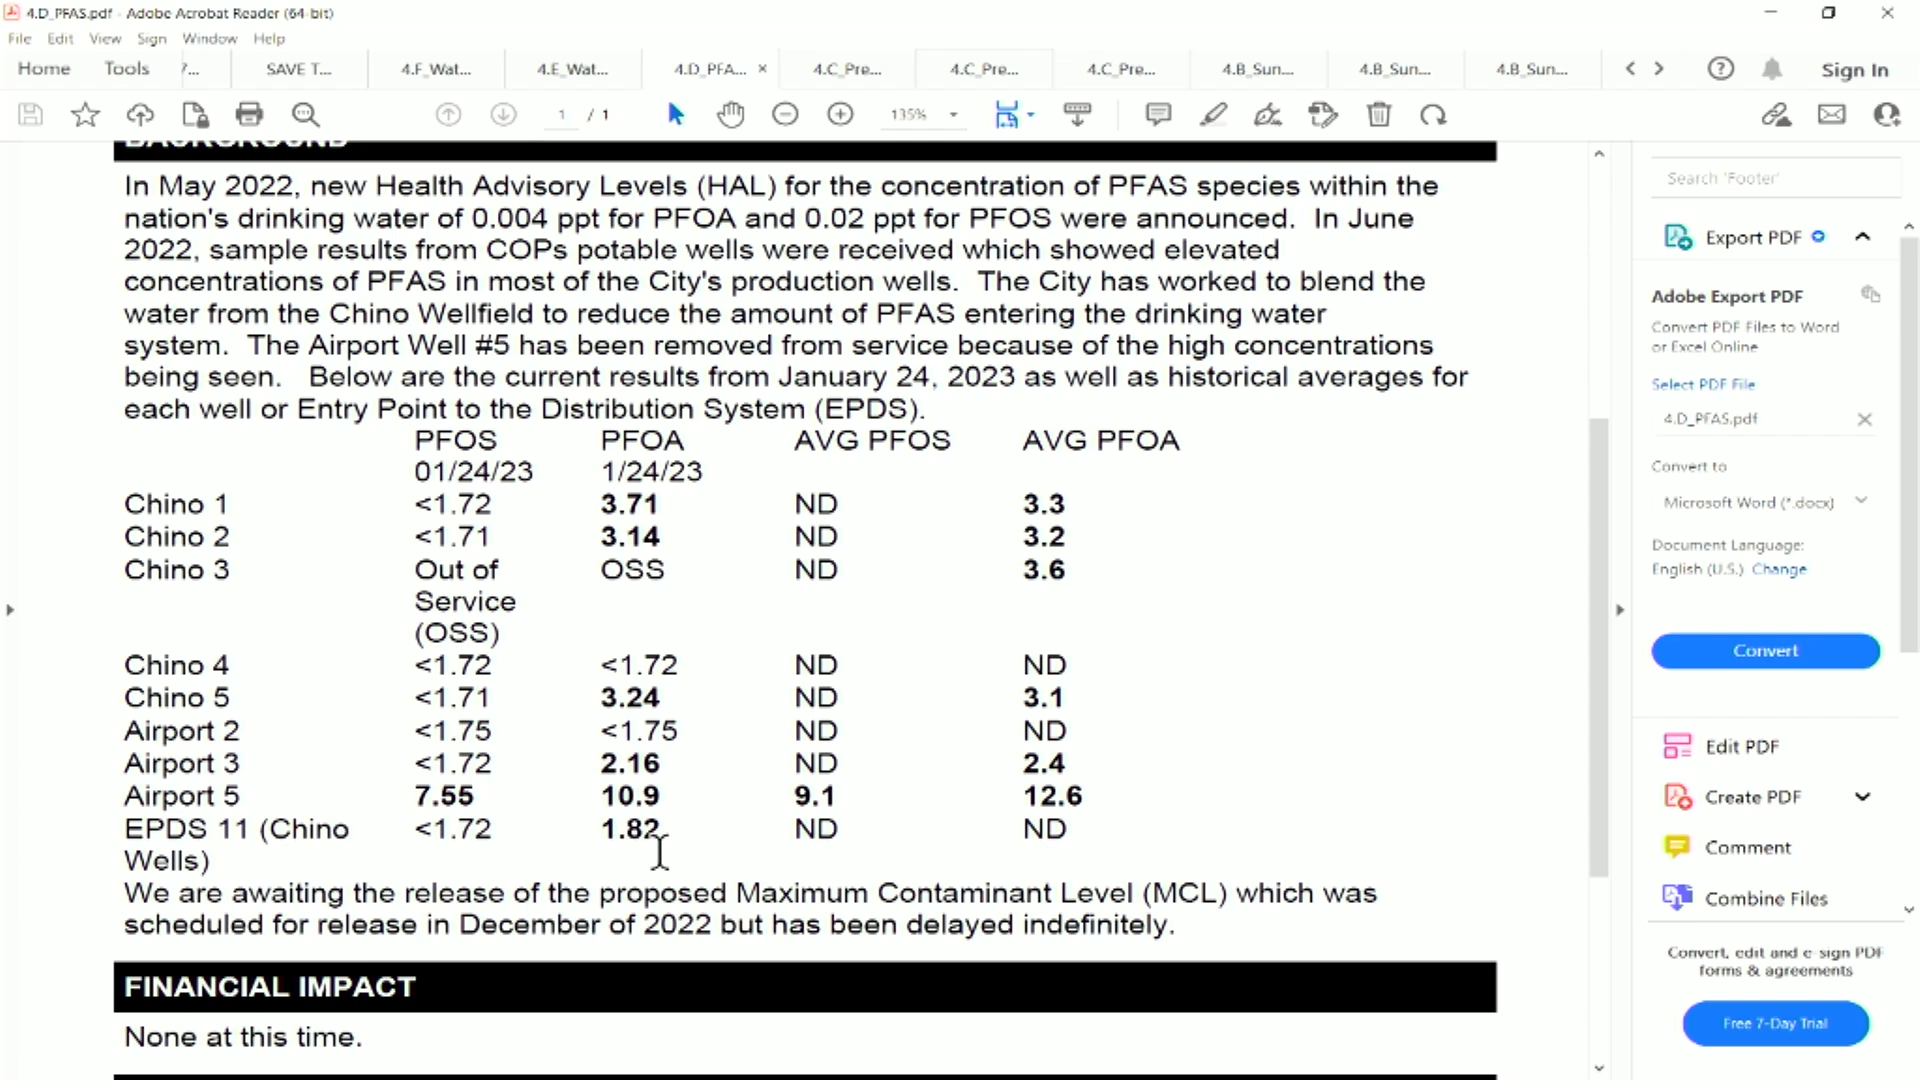 4.D_PFAS.pdf - Adobe Acrobat Reader (64-bit)
File Edit View Sign Window Help
Home Tools 7... SAVE T... 4.F_Wat... 4.E_Wat... 4.D_PFA... × 4.C_Pre... 4.C_Pre... 4.C_Pre... 4.B_Sun... 4.B_Sun... 4.B_Sun... Sign In
1 / 1 135%
BACKGROUND
In May 2022, new Health Advisory Levels (HAL) for the concentration of PFAS species within the
nation's drinking water of 0.004 ppt for PFOA and 0.02 ppt for PFOS were announced. In June
2022, sample results from COPs potable wells were received which showed elevated
concentrations of PFAS in most of the City's production wells. The City has worked to blend the
water from the Chino Wellfield to reduce the amount of PFAS entering the drinking water
system. The Airport Well #5 has been removed from service because of the high concentrations
being seen. Below are the current results from January 24, 2023 as well as historical averages for
each well or Entry Point to the Distribution System (EPDS).
PFOS PFOA AVG PFOS AVG PFOA
01/24/23 1/24/23
Chino 1 <1.72 3.71 ND 3.3
Chino 2 <1.71 3.14 ND 3.2
Chino 3 Out of OSS ND 3.6
Service
(OSS)
Chino 4 <1.72 <1.72 ND ND
Chino 5 <1.71 3.24 ND 3.1
Airport 2 <1.75 <1.75 ND ND
Airport 3 <1.72 2.16 ND 2.4
Airport 5 7.55 10.9 9.1 12.6
EPDS 11 (Chino <1.72 1.82 ND ND
Wells)
We are awaiting the release of the proposed Maximum Contaminant Level (MCL) which was
scheduled for release in December of 2022 but has been delayed indefinitely.
FINANCIAL IMPACT
None at this time.
Search 'Footer'
Export PDF
Adobe Export PDF
Convert PDF Files to Word
or Excel Online
Select PDF File
4.D_PFAS.pdf
Convert to
Microsoft Word (*.docx)
Document Language:
English (U.S.) Change
Convert
Edit PDF
Create PDF
Comment
Combine Files
Convert, edit and e-sign PDF
forms & agreements
Free 7-Day Trial